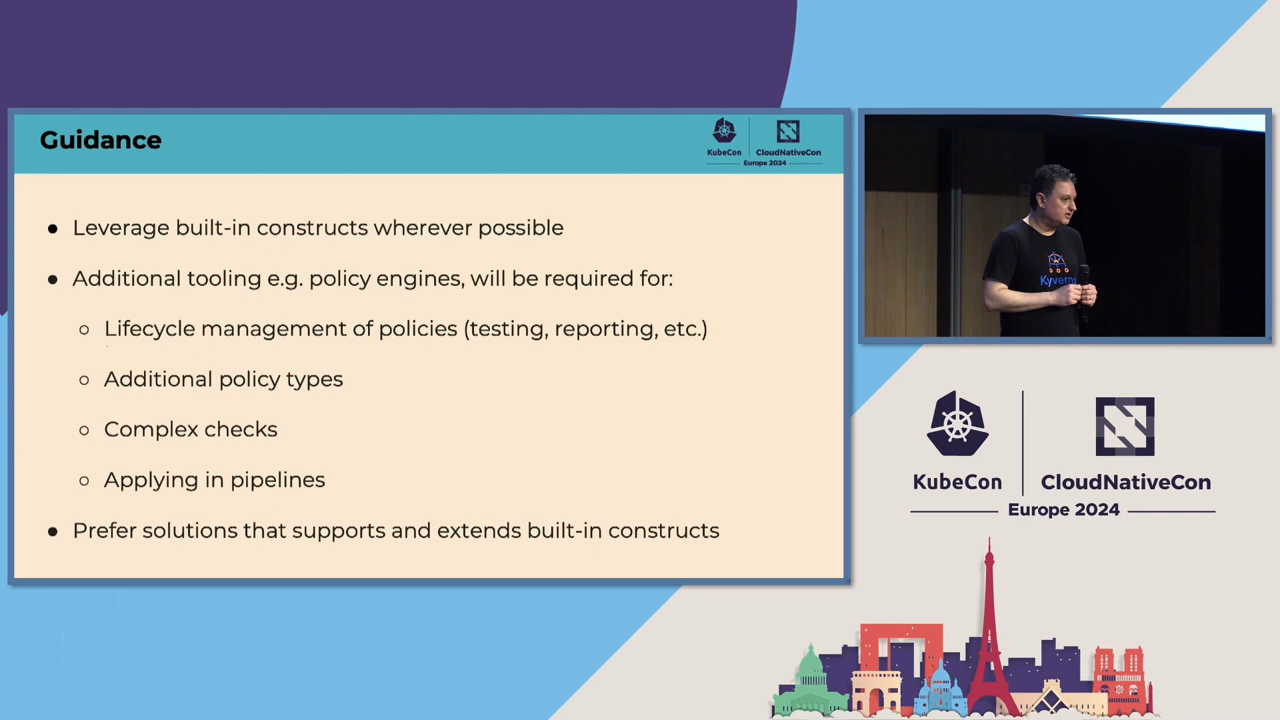 Guidance
KubeCon
CloudNativeCon
Europe 2024
● Leverage built-in constructs wherever possible
● Additional tooling e.g. policy engines, will be required for:
○ Lifecycle management of policies (testing, reporting, etc.)
○ Additional policy types
○ Complex checks
○ Applying in pipelines
● Prefer solutions that supports and extends built-in constructs
Kyverno
KubeCon
CloudNativeCon
Europe 2024